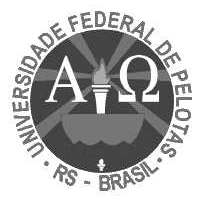 UNIVERSIDADE FEDERAL DE PELOTAS
Α Ω
· RS - BRASIL ·